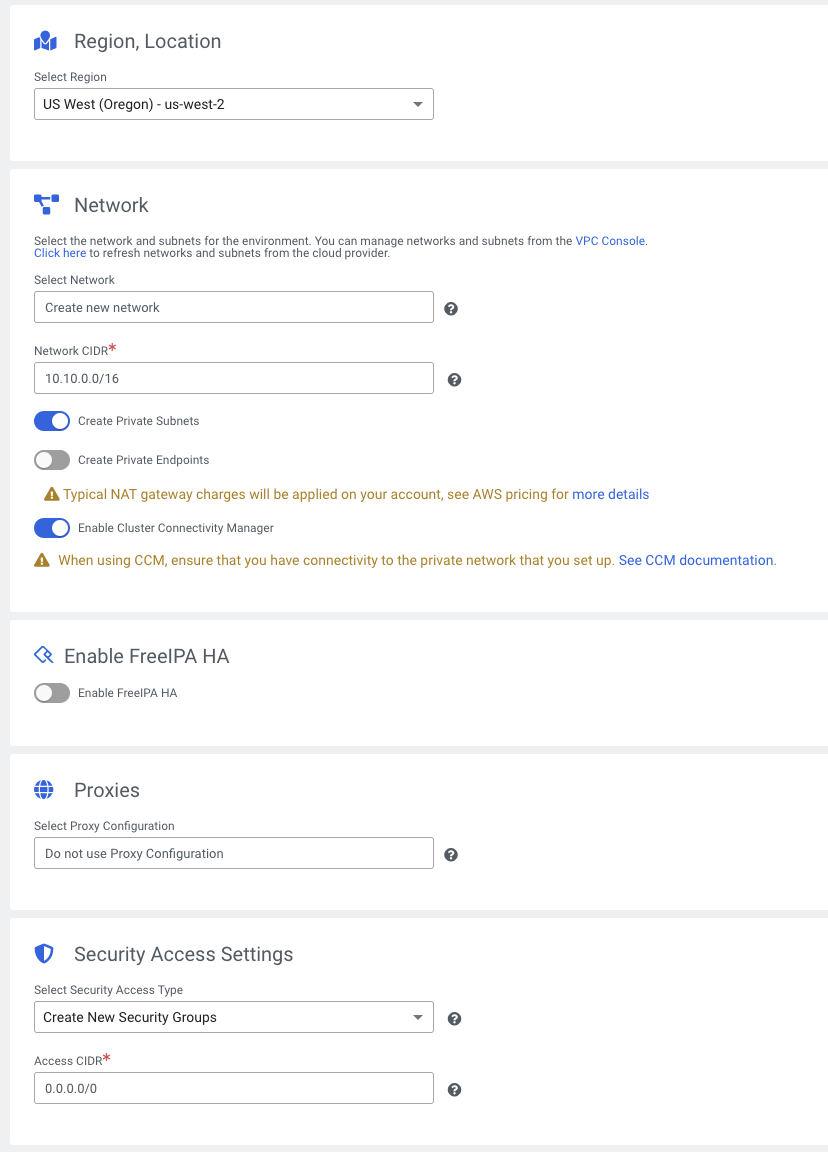 Region, Location
Select Region
US West (Oregon) - us-west-2
Network
Select the network and subnets for the environment. You can manage networks and subnets from the VPC Console.
Click here to refresh networks and subnets from the cloud provider.
Select Network
Create new network
?
Network CIDR*
10.10.0.0/16
?
Create Private Subnets
Create Private Endpoints
Typical NAT gateway charges will be applied on your account, see AWS pricing for more details
Enable Cluster Connectivity Manager
When using CCM, ensure that you have connectivity to the private network that you set up. See CCM documentation.
Enable FreeIPA HA
Enable FreeIPA HA
Proxies
Select Proxy Configuration
Do not use Proxy Configuration
?
Security Access Settings
Select Security Access Type
Create New Security Groups
?
Access CIDR*
0.0.0.0/0
?